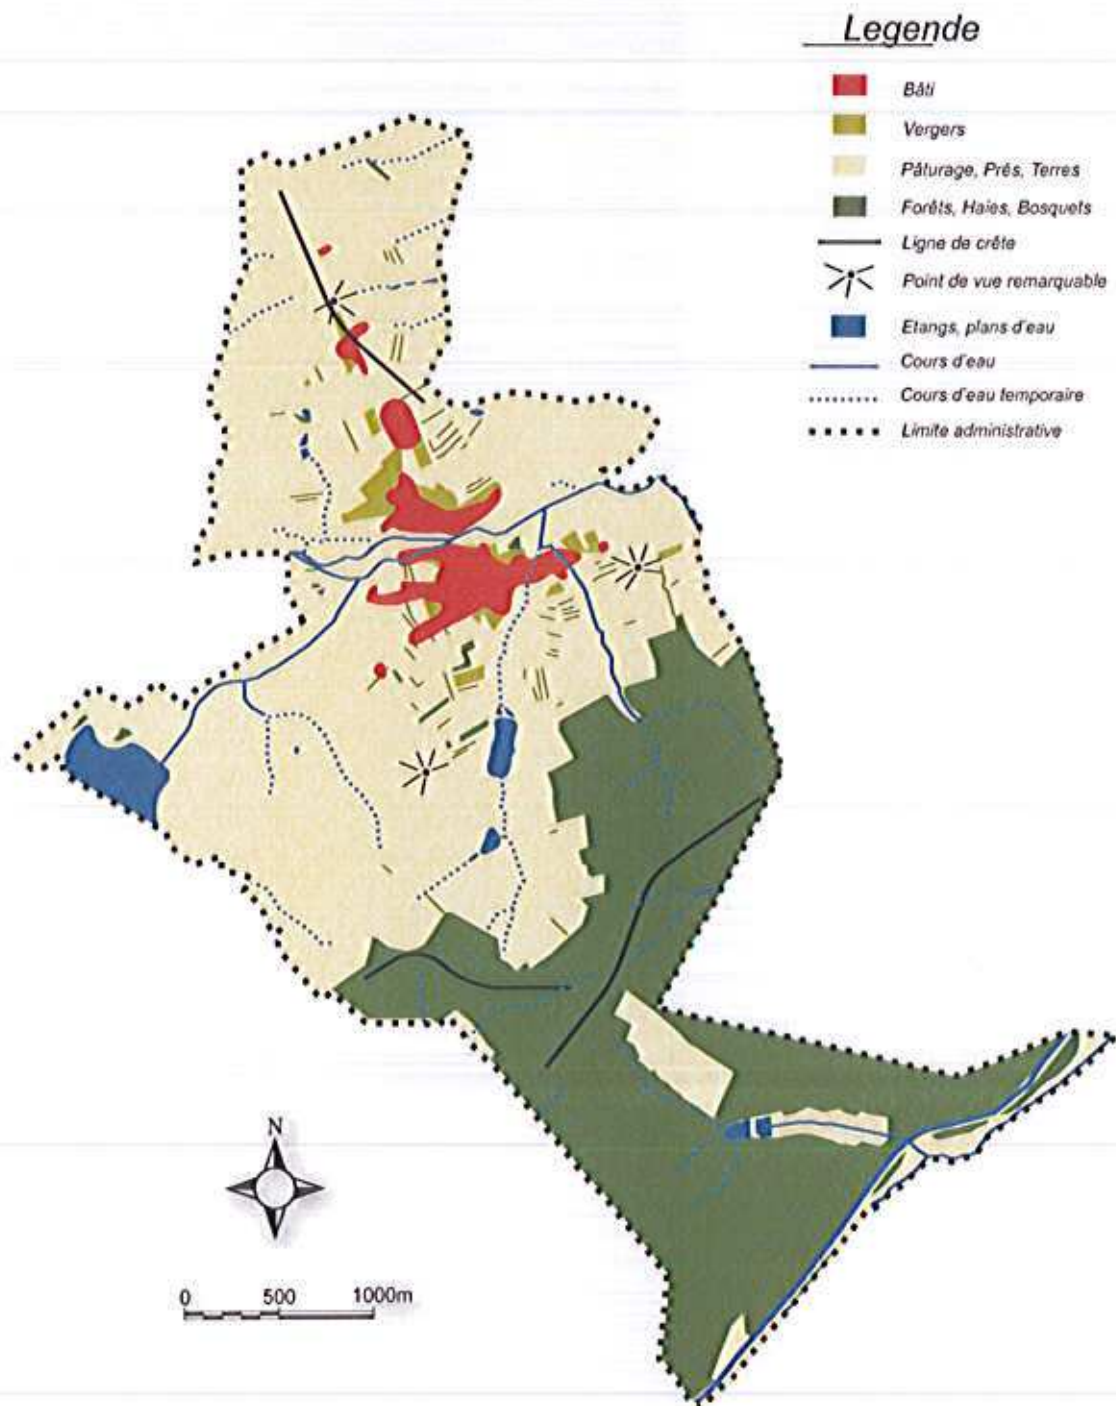 Legende
Bâti
Vergers
Pâturage, Prés, Terres
Forêts, Haies, Bosquets
Ligne de crête
Point de vue remarquable
Etangs, plans d'eau
Cours d'eau
Cours d'eau temporaire
Limite administrative
N
0 500 1000m